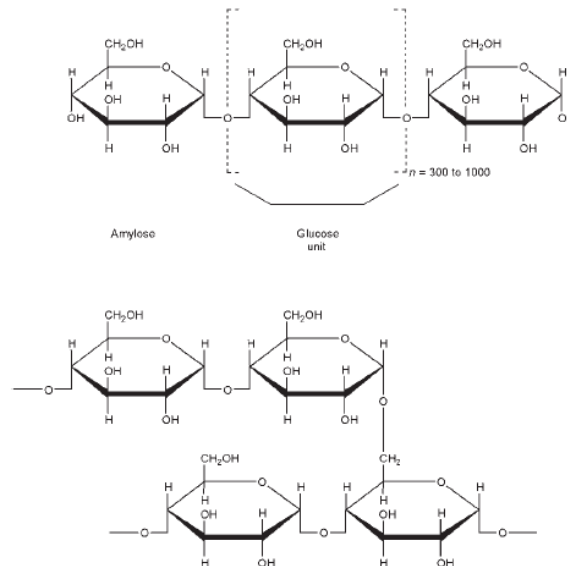 CH2OH CH2OH CH2OH
H O H H O H H O H
H H H
OH H OH H OH H
OH O O O
H OH H OH H OH
n = 300 to 1000
Amylose Glucose
unit
CH2OH CH2OH
H O H H O H
H H
OH H OH H
O O O
H OH H OH
CH2OH CH2
H O H H O H
H H
OH H OH H
O O O
H OH H OH